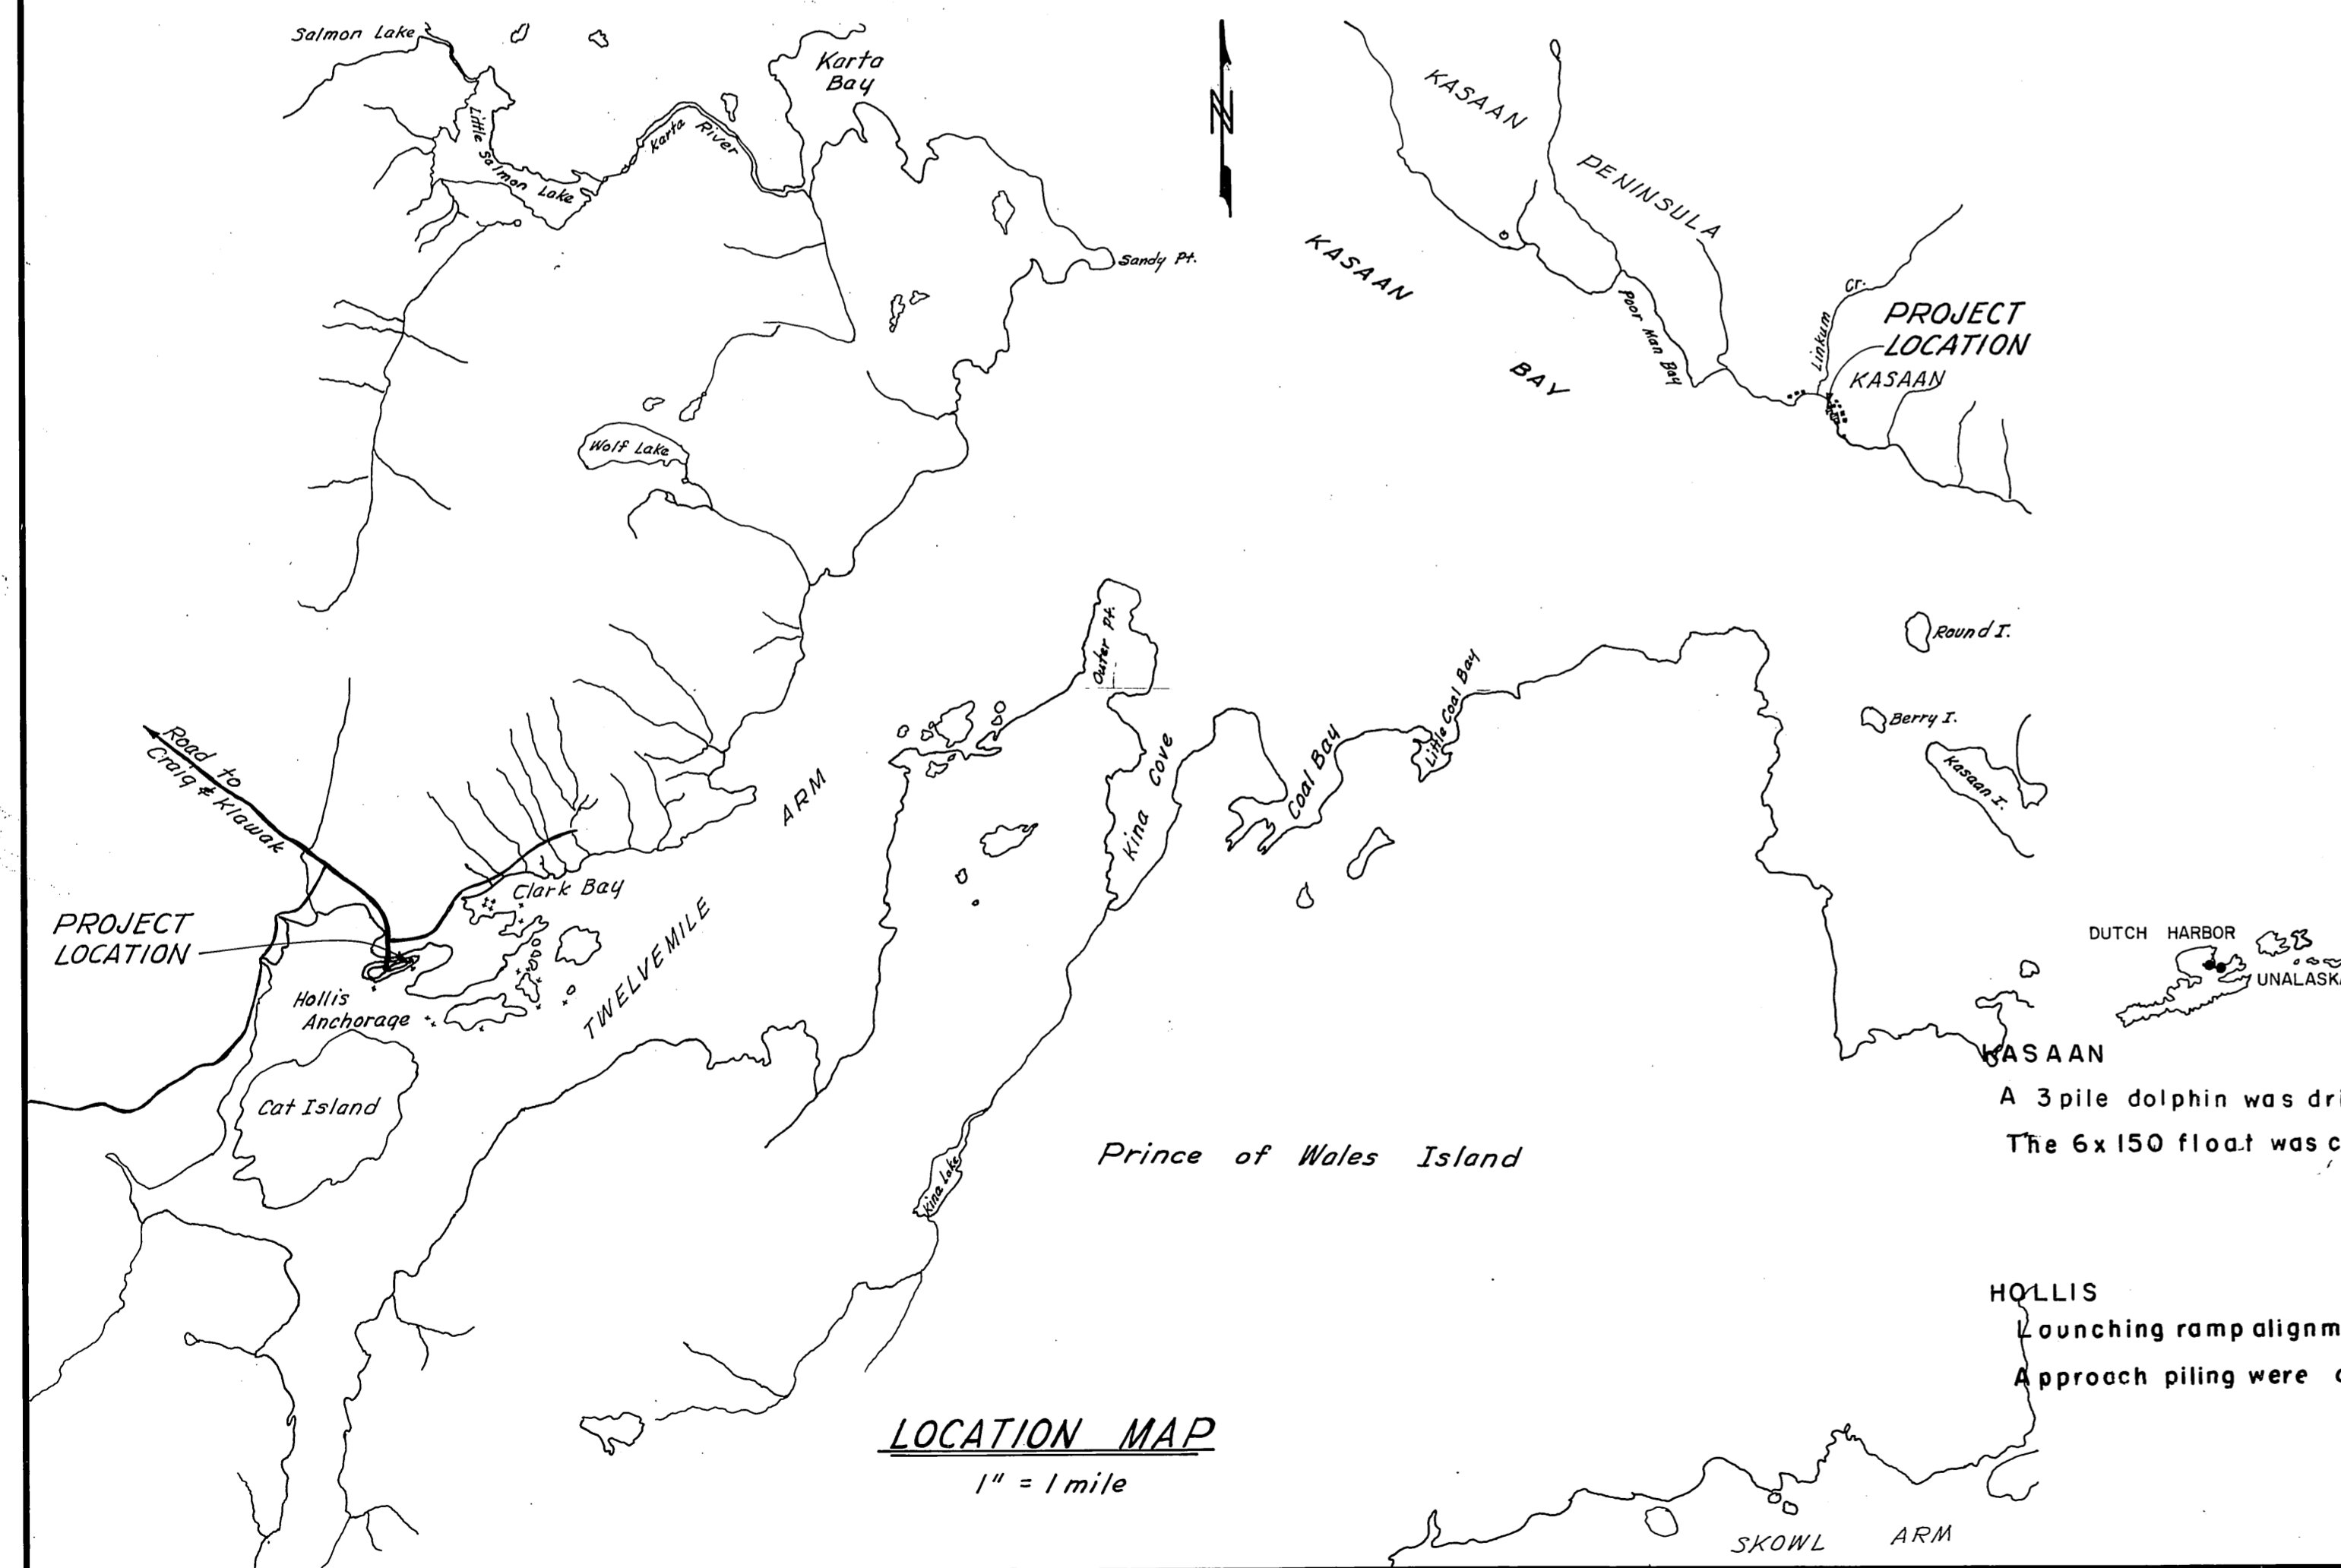 Salmon Lake
Karta
Bay
Little Salmon Lake
Karta River
N
KASAAN
PENINSULA
KASAAN
BAY
Sandy Pt.
Poor Man Bay
Linkum
Cr.
PROJECT
LOCATION
KASAAN
Wolf Lake
Outer Pt.
Round I.
Berry I.
Kasaan I.
Little Coal Bay
Coal Bay
Kina Cove
Road to
Craig & Klawak
TWELVEMILE
ARM
Clark Bay
PROJECT
LOCATION
Hollis
Anchorage
Cat Island
DUTCH HARBOR
UNALASKA
KASAAN
A 3 pile dolphin was dri
The 6 x 150 float was c
Prince of Wales Island
Kina Lake
HOLLIS
Launching ramp alignm
Approach piling were
LOCATION MAP
1" = 1 mile
SKOWL ARM